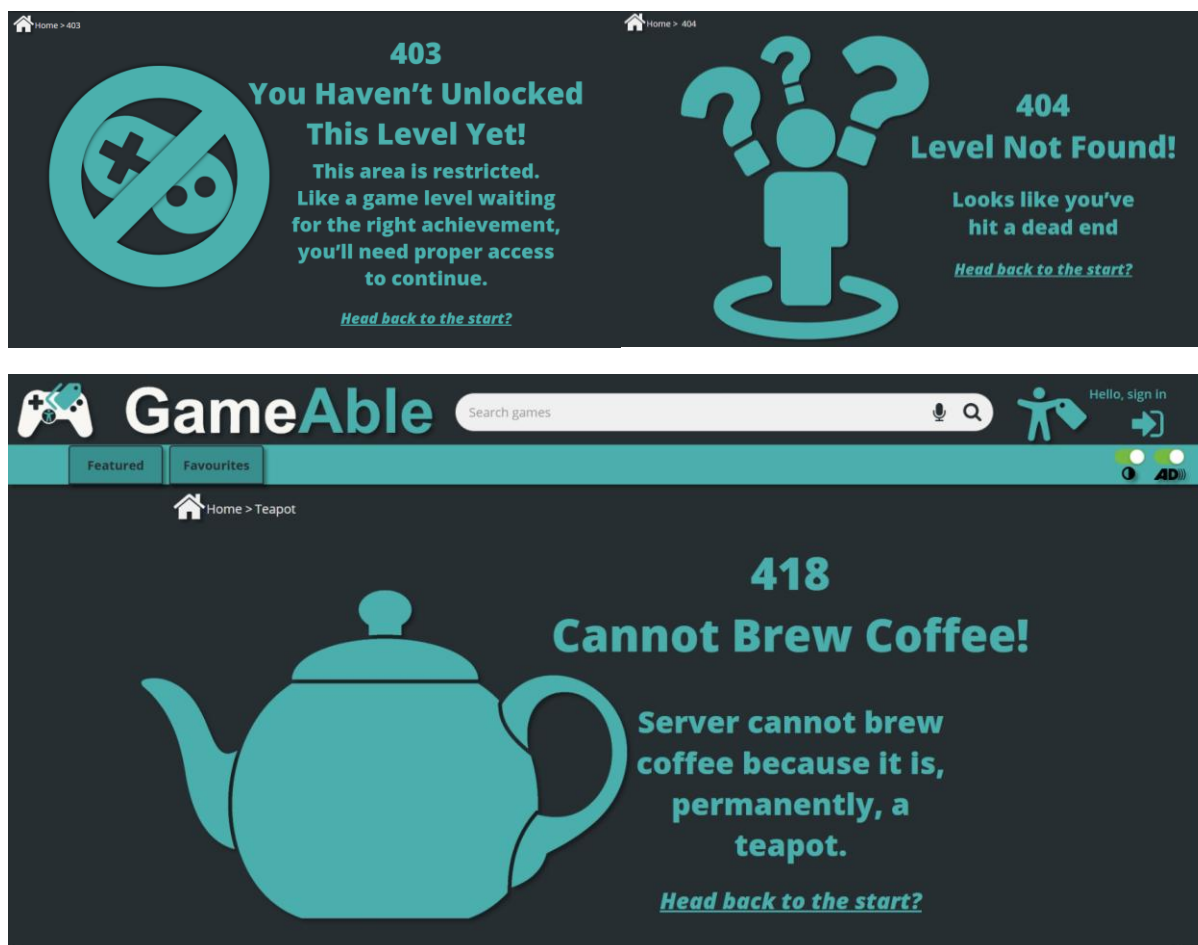 Home > 403
403
You Haven’t Unlocked
This Level Yet!
This area is restricted.
Like a game level waiting
for the right achievement,
you’ll need proper access
to continue.
Head back to the start?
Home > 404
404
Level Not Found!
Looks like you’ve
hit a dead end
Head back to the start?
GameAble
Search games
Hello, sign in
Featured
Favourites
AD
Home > Teapot
418
Cannot Brew Coffee!
Server cannot brew
coffee because it is,
permanently, a
teapot.
Head back to the start?